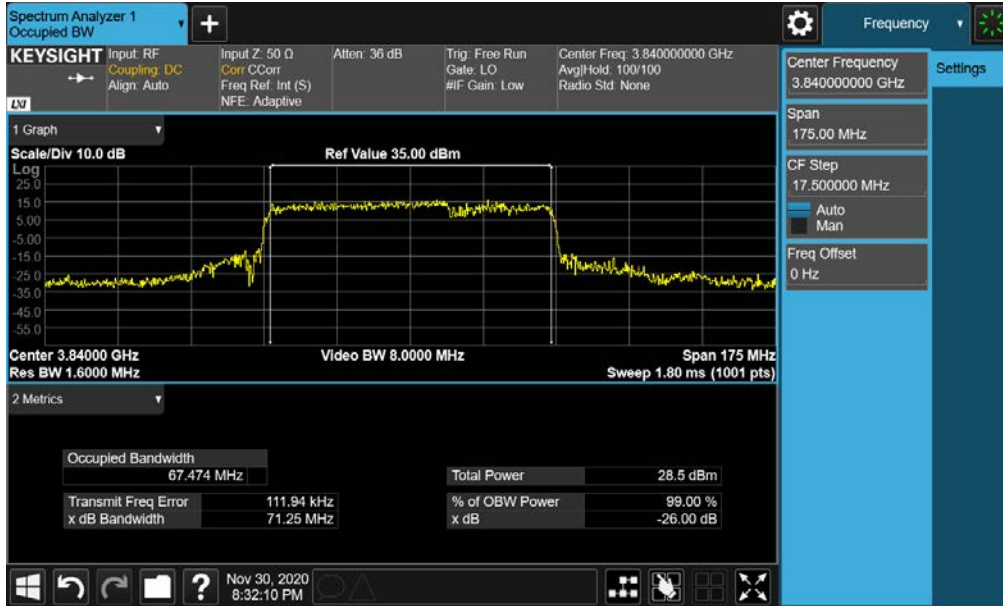 Spectrum Analyzer 1
Occupied BW
+
Frequency
KEYSIGHT
LXI
Input: RF
Coupling: DC
Align: Auto
Input Z: 50 Ω
Corr CCorr
Freq Ref: Int (S)
NFE: Adaptive
Atten: 36 dB
Trig: Free Run
Gate: LO
#IF Gain: Low
Center Freq: 3.840000000 GHz
Avg|Hold: 100/100
Radio Std: None
Center Frequency
3.840000000 GHz
Settings
Span
175.00 MHz
CF Step
17.500000 MHz
Auto
Man
Freq Offset
0 Hz
1 Graph
Scale/Div 10.0 dB
Ref Value 35.00 dBm
Log
25.0
15.0
5.00
-5.00
-15.0
-25.0
-35.0
-45.0
-55.0
Center 3.84000 GHz
Video BW 8.0000 MHz
Span 175 MHz
Res BW 1.6000 MHz
Sweep 1.80 ms (1001 pts)
2 Metrics
Occupied Bandwidth
67.474 MHz
Total Power 28.5 dBm
Transmit Freq Error 111.94 kHz
% of OBW Power 99.00 %
x dB Bandwidth 71.25 MHz
x dB -26.00 dB
?
Nov 30, 2020
8:32:10 PM